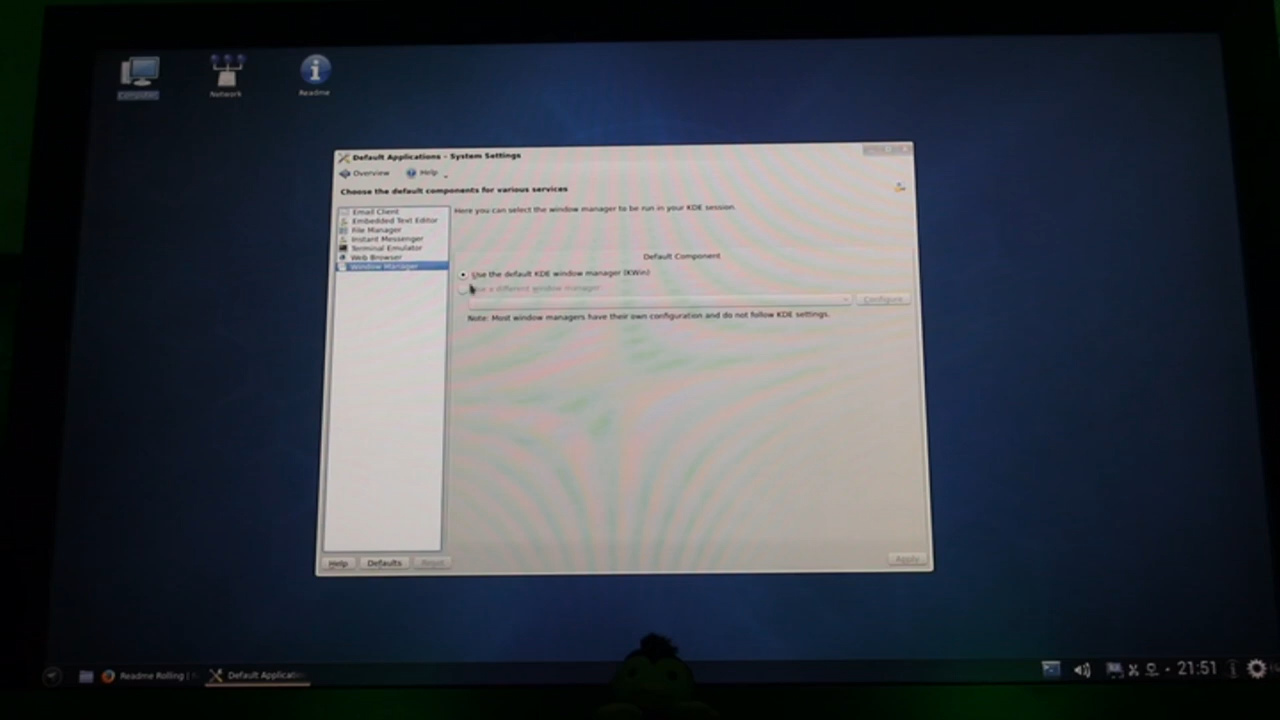 Computer
Network
Readme
Default Applications - System Settings
Overview Help
Choose the default components for various services
Email Client
Embedded Text Editor
File Manager
Instant Messenger
Terminal Emulator
Web Browser
Window Manager
Here you can select the window manager to be run in your KDE session.
Default Component
Use the default KDE window manager (KWin)
a different window manager:
Configure
Note: Most window managers have their own configuration and do not follow KDE settings.
Help Defaults Reset
Apply
Readme Rolling |
Default Applicati
21:51